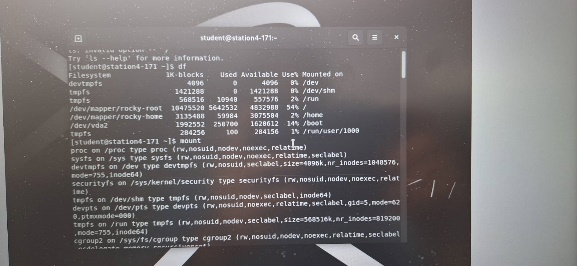 student@station4-171:~
ls: invalid option --
Try 'ls --help' for more information.
[student@station4-171 ~]$ df
Filesystem 1K-blocks Used Available Use% Mounted on
devtmpfs 4096 0 4096 0% /dev
tmpfs 1421288 0 1421288 0% /dev/shm
tmpfs 568516 10940 557576 2% /run
/dev/mapper/rocky-root 10475520 5642532 4832988 54% /
/dev/mapper/rocky-home 3135488 59984 3075504 2% /home
/dev/vda2 1992552 250700 1620612 14% /boot
tmpfs 284256 100 284156 1% /run/user/1000
[student@station4-171 ~]$ mount
proc on /proc type proc (rw,nosuid,nodev,noexec,relatime)
sysfs on /sys type sysfs (rw,nosuid,nodev,noexec,relatime,seclabel)
devtmpfs on /dev type devtmpfs (rw,nosuid,seclabel,size=4096k,nr_inodes=1048576,
mode=755,inode64)
securityfs on /sys/kernel/security type securityfs (rw,nosuid,nodev,noexec,relat
ime)
tmpfs on /dev/shm type tmpfs (rw,nosuid,nodev,seclabel,inode64)
devpts on /dev/pts type devpts (rw,nosuid,noexec,relatime,seclabel,gid=5,mode=62
0,ptmxmode=000)
tmpfs on /run type tmpfs (rw,nosuid,nodev,seclabel,size=568516k,nr_inodes=819200
,mode=755,inode64)
cgroup2 on /sys/fs/cgroup type cgroup2 (rw,nosuid,nodev,noexec,relatime,seclabel